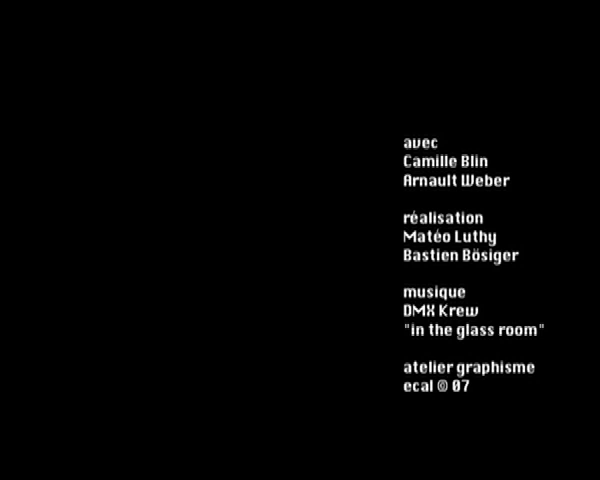 avec
Camille Blin
Arnault Weber
réalisation
Matéo Luthy
Bastien Bösiger
musique
DMX Krew
"in the glass room"
atelier graphisme
ecal © 07